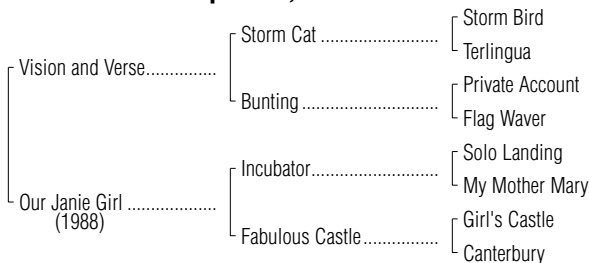 Storm Bird
Storm Cat ........................
Terlingua
Vision and Verse...............
Private Account
Bunting ............................
Flag Waver
Solo Landing
Incubator..........................
My Mother Mary
Our Janie Girl ...................
(1988)
Girl's Castle
Fabulous Castle................
Canterbury